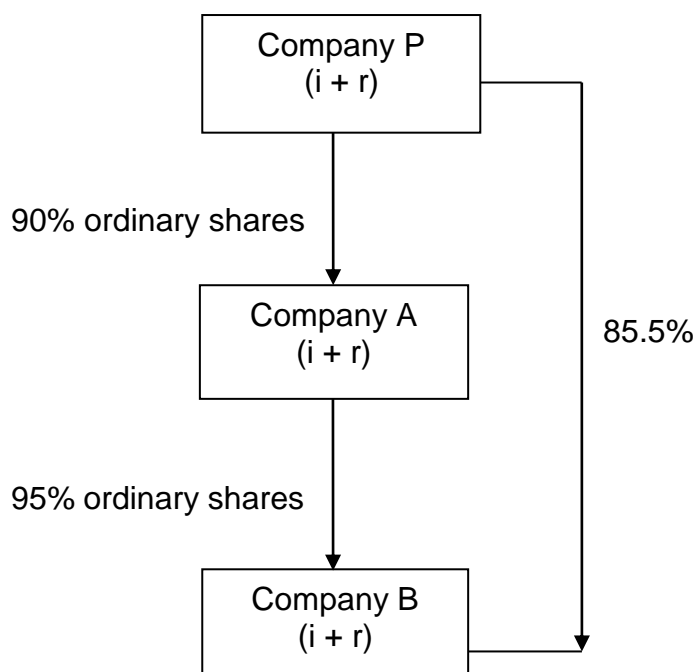 Company P
(i + r)
90% ordinary shares
Company A
(i + r)
85.5%
95% ordinary shares
Company B
(i + r)